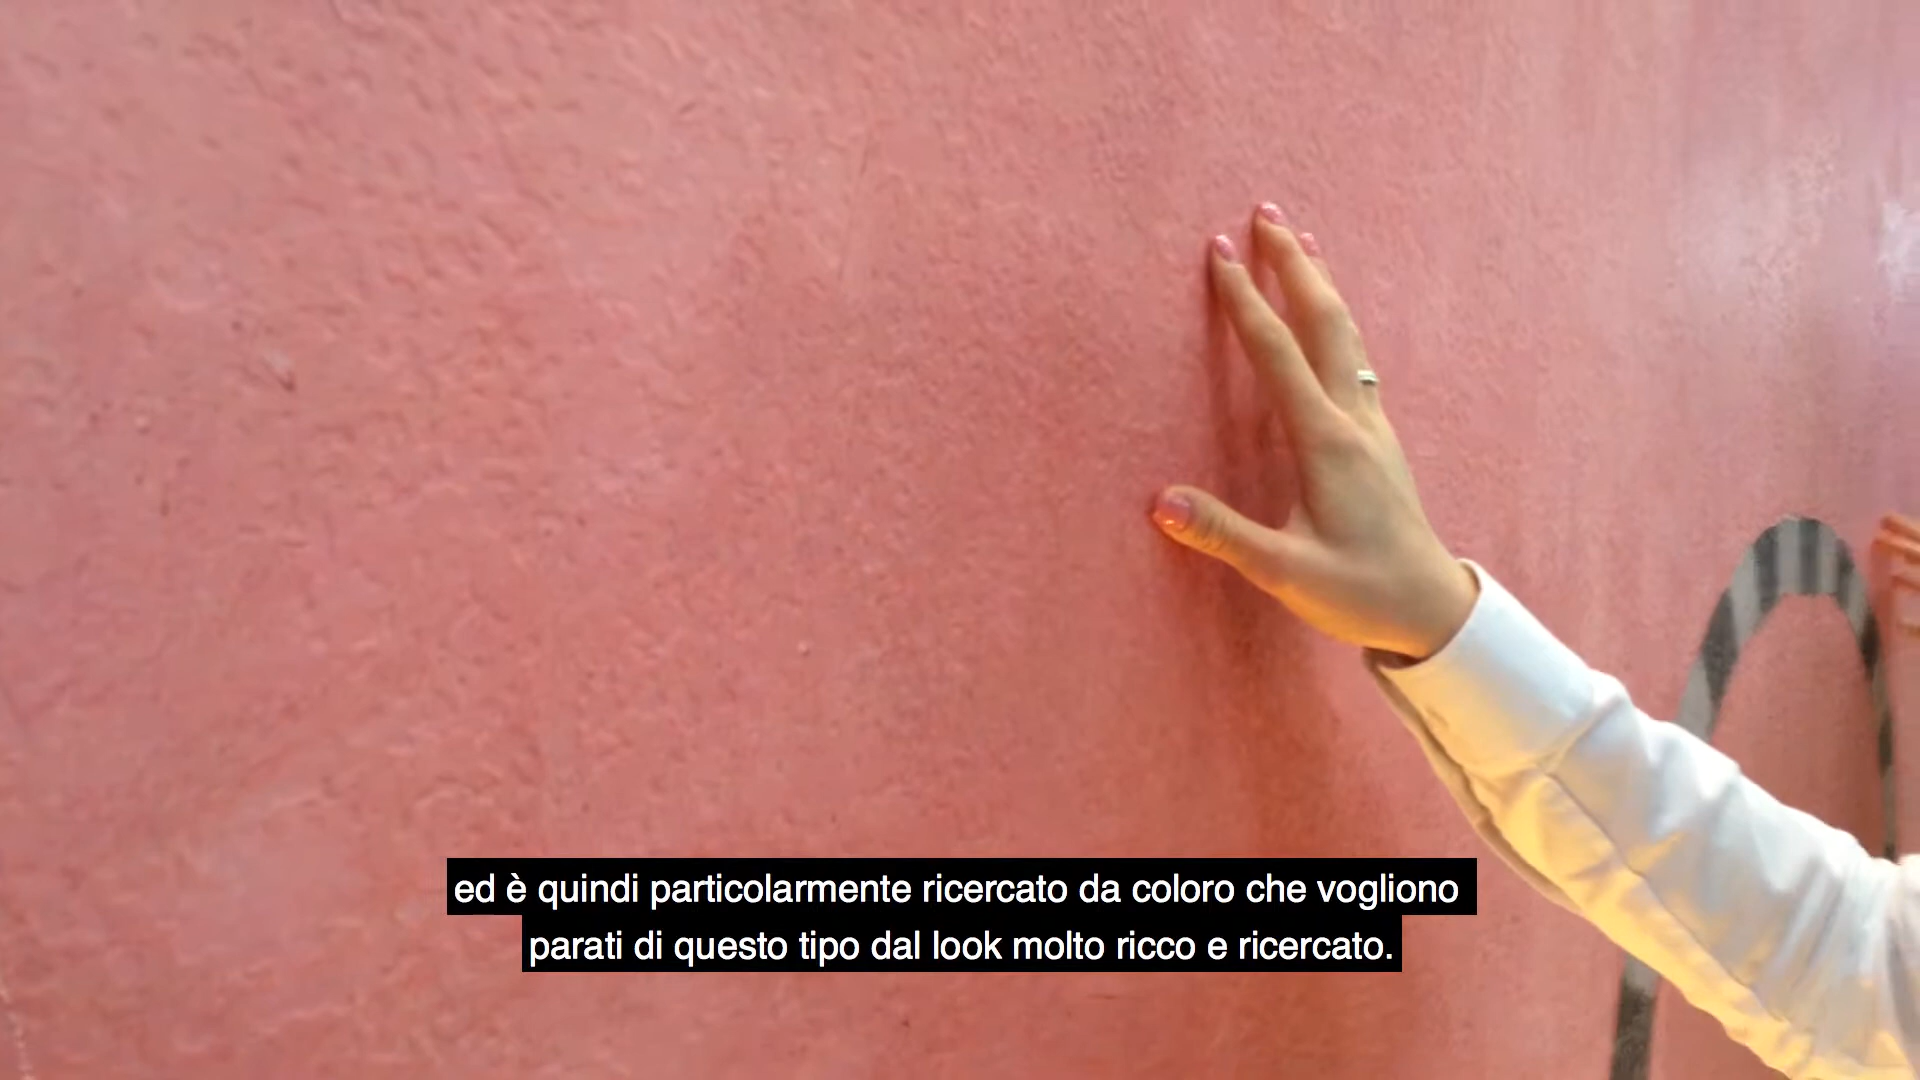 ed è quindi particolarmente ricercato da coloro che vogliono
parati di questo tipo dal look molto ricco e ricercato.